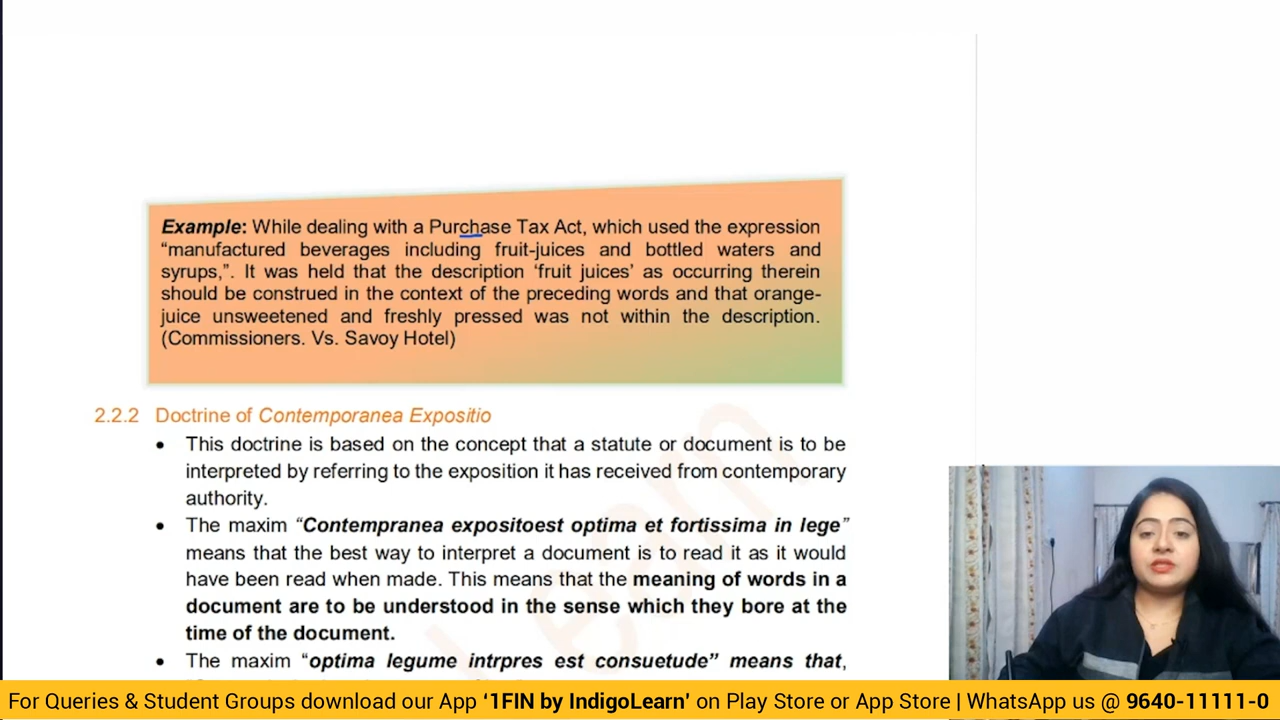 Example: While dealing with a Purchase Tax Act, which used the expression
“manufactured beverages including fruit-juices and bottled waters and
syrups,”. It was held that the description ‘fruit juices’ as occurring therein
should be construed in the context of the preceding words and that orange-
juice unsweetened and freshly pressed was not within the description.
(Commissioners. Vs. Savoy Hotel)
2.2.2 Doctrine of Contemporanea Expositio
• This doctrine is based on the concept that a statute or document is to be
interpreted by referring to the exposition it has received from contemporary
authority.
• The maxim “Contempranea expositoest optima et fortissima in lege”
means that the best way to interpret a document is to read it as it would
have been read when made. This means that the meaning of words in a
document are to be understood in the sense which they bore at the
time of the document.
• The maxim “optima legume intrpres est consuetude” means that,
Learn
For Queries & Student Groups download our App ‘1FIN by IndigoLearn’ on Play Store or App Store | WhatsApp us @ 9640-11111-0